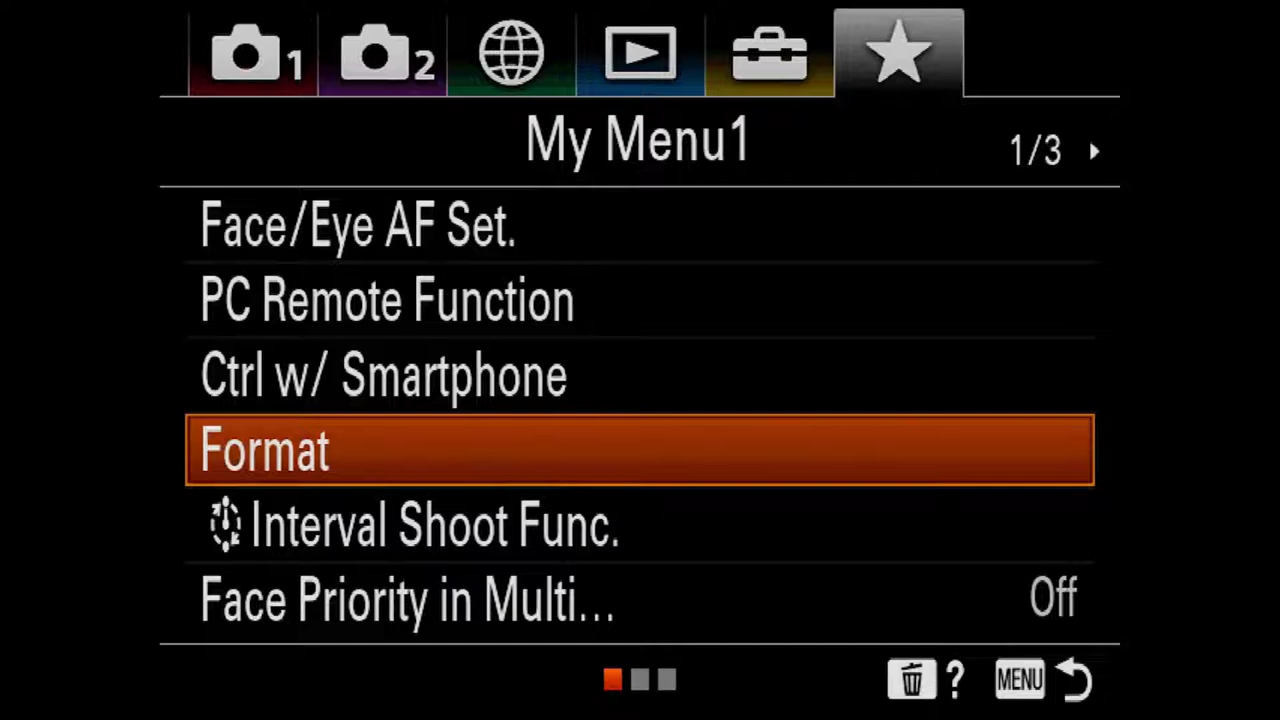 1 2
My Menu1
1/3
Face/Eye AF Set.
PC Remote Function
Ctrl w/ Smartphone
Format
Interval Shoot Func.
Face Priority in Multi... Off
? MENU